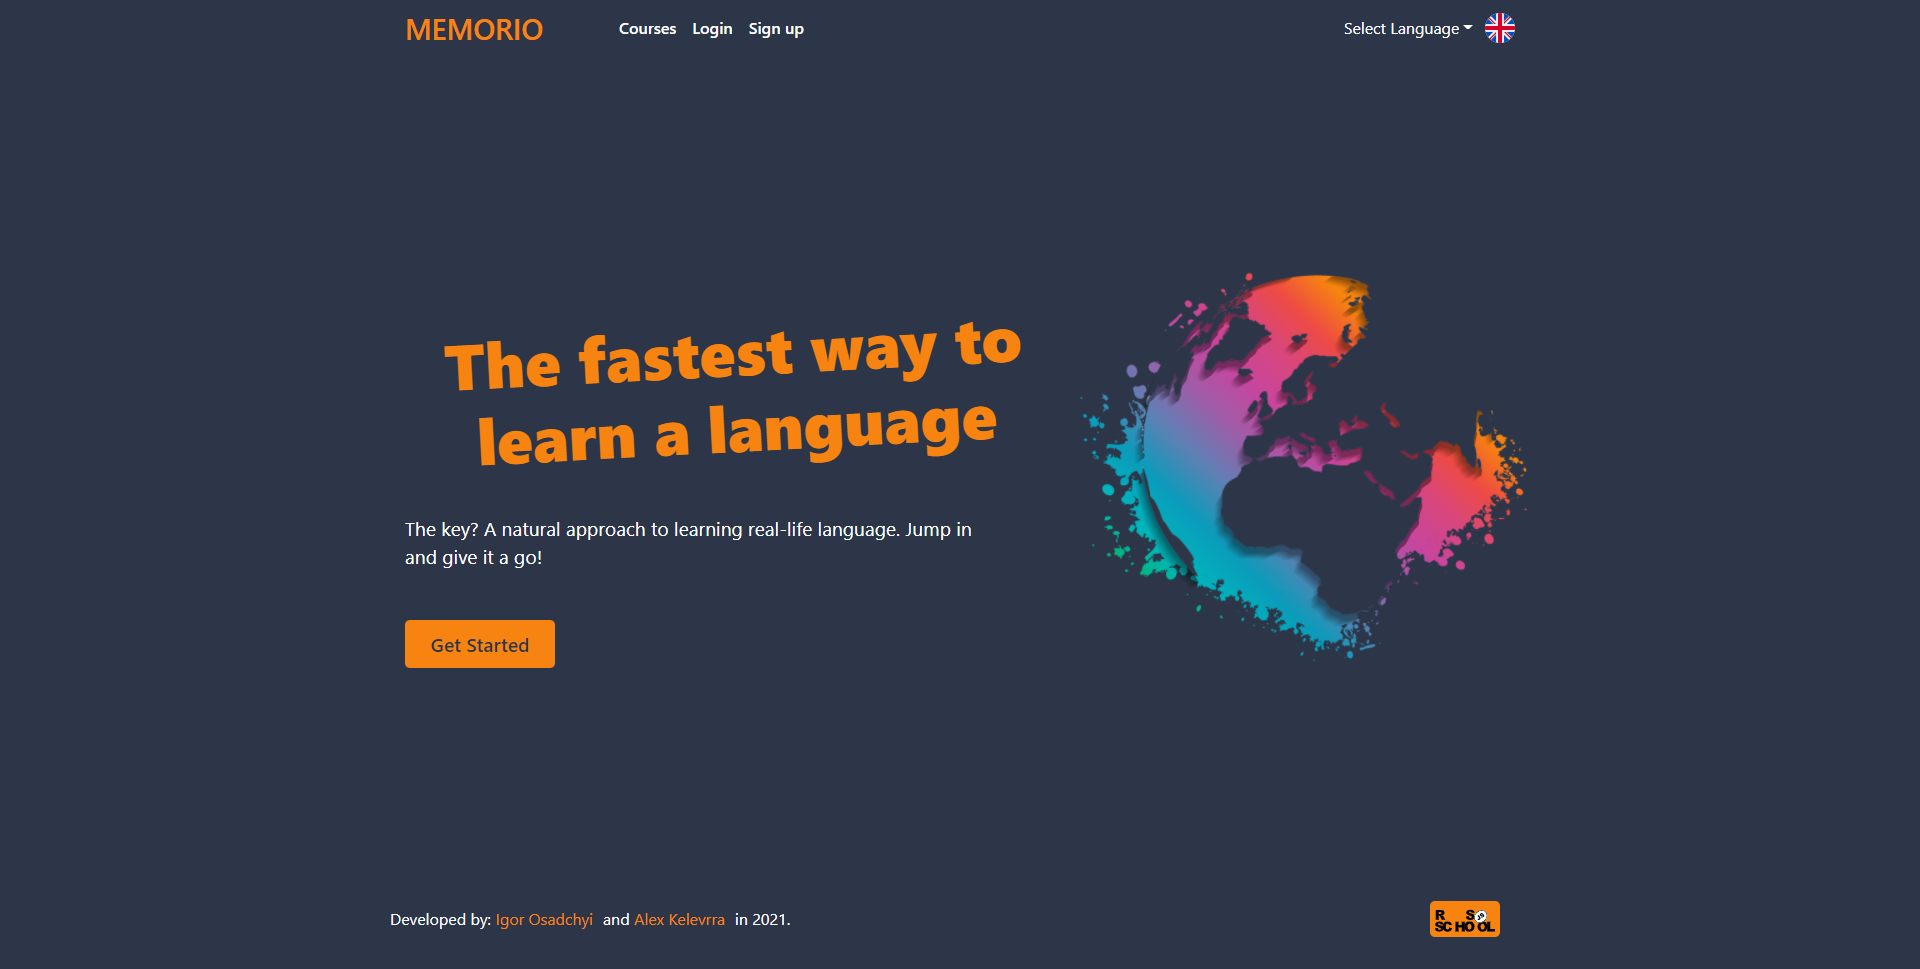 MEMORIO
Courses Login Sign up
Select Language
The fastest way to
learn a language
The key? A natural approach to learning real-life language. Jump in
and give it a go!
Get Started
Developed by: Igor Osadchyi and Alex Kelevrra in 2021.
R S
SCHOOL